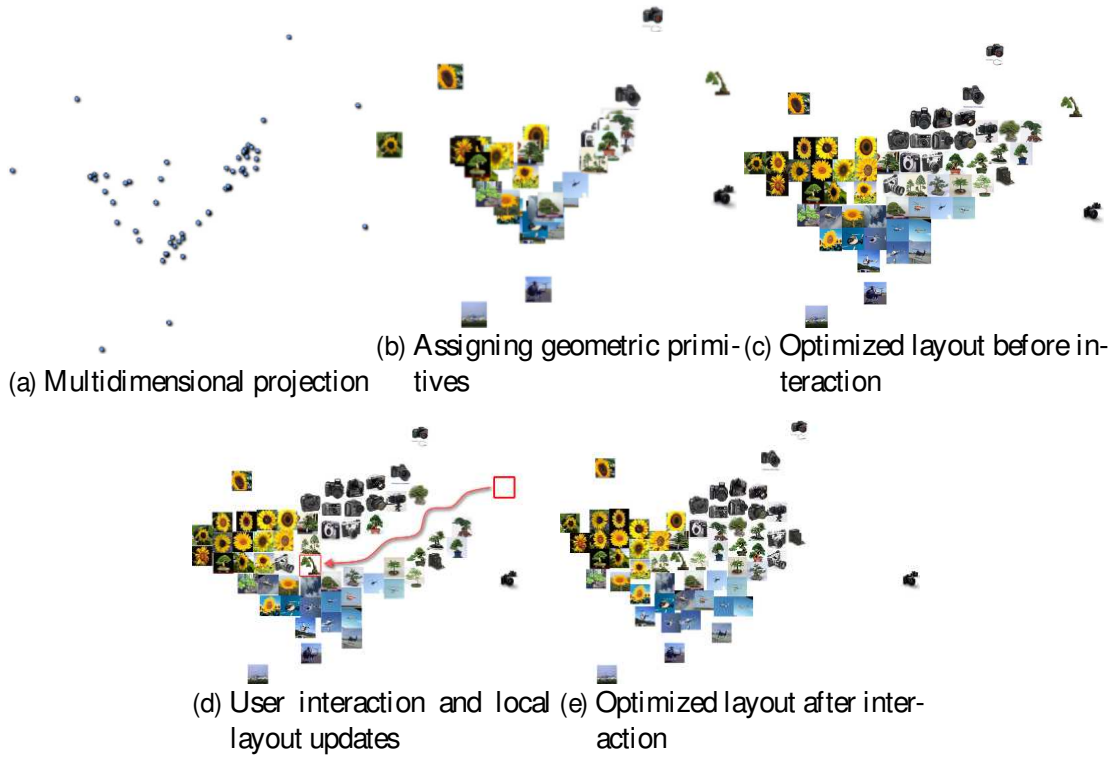 (a) Multidimensional projection
(b) Assigning geometric primi-
tives
(c) Optimized layout before in-
teraction
(d) User interaction and local
layout updates
(e) Optimized layout after inter-
action